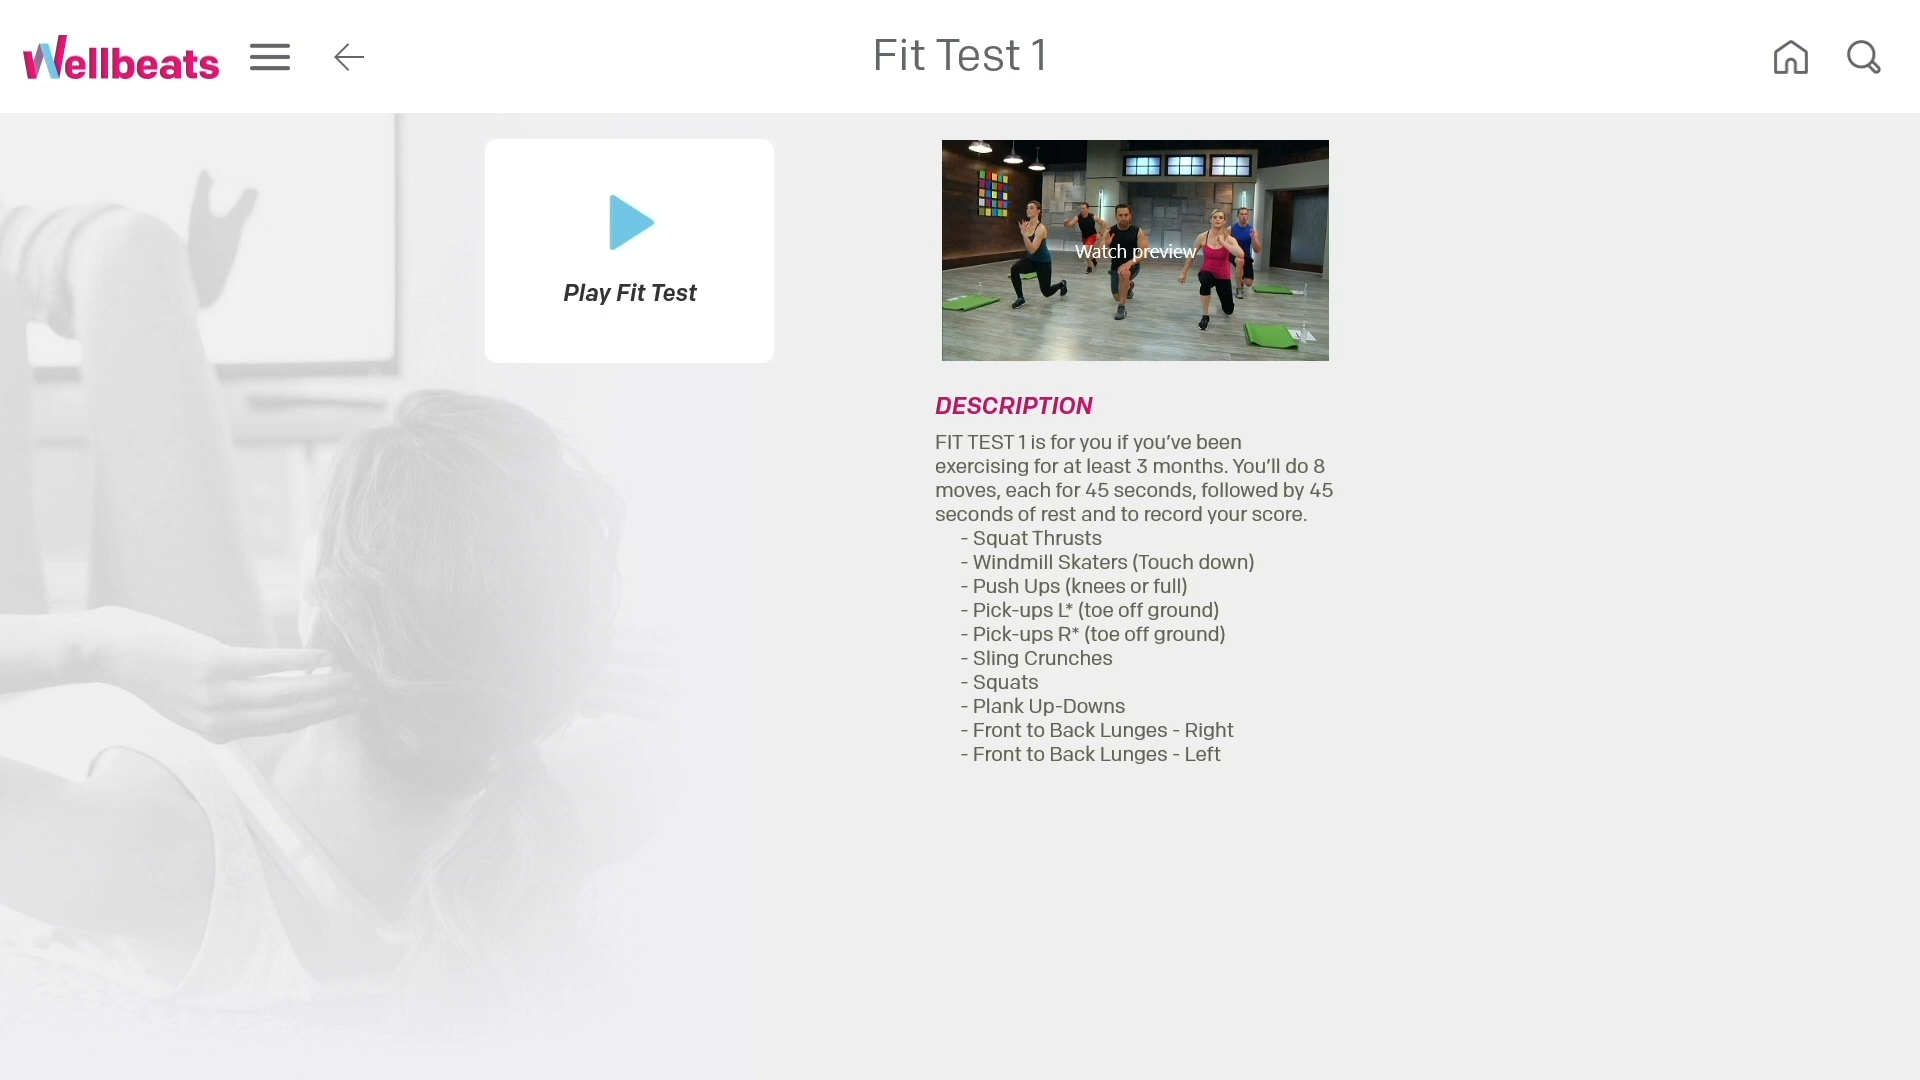 Wellbeats
Fit Test 1
Play Fit Test
Watch preview
DESCRIPTION
FIT TEST 1 is for you if you’ve been
exercising for at least 3 months. You’ll do 8
moves, each for 45 seconds, followed by 45
seconds of rest and to record your score.
- Squat Thrusts
- Windmill Skaters (Touch down)
- Push Ups (knees or full)
- Pick-ups L* (toe off ground)
- Pick-ups R* (toe off ground)
- Sling Crunches
- Squats
- Plank Up-Downs
- Front to Back Lunges - Right
- Front to Back Lunges - Left